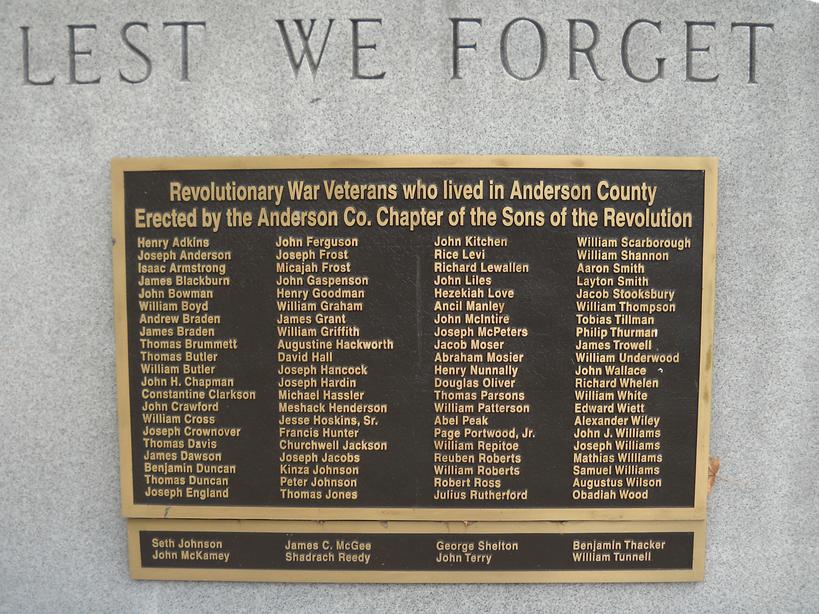 LEST WE FORGET
Revolutionary War Veterans who lived in Anderson County
Erected by the Anderson Co. Chapter of the Sons of the Revolution
Henry Adkins
Joseph Anderson
Isaac Armstrong
James Blackburn
John Bowman
William Boyd
Andrew Braden
James Braden
Thomas Brummett
Thomas Butler
William Butler
John H. Chapman
Constantine Clarkson
John Crawford
William Cross
Joseph Crownover
Thomas Davis
James Dawson
Benjamin Duncan
Thomas Duncan
Joseph England
John Ferguson
Joseph Frost
Micajah Frost
John Gaspenson
Henry Goodman
William Graham
James Grant
William Griffith
Augustine Hackworth
David Hall
Joseph Hancock
Joseph Hardin
Michael Hassler
Meshack Henderson
Jesse Hoskins, Sr.
Francis Hunter
Churchwell Jackson
Joseph Jacobs
Kinza Johnson
Peter Johnson
Thomas Jones
John Kitchen
Rice Levi
Richard Lewallen
John Liles
Hezekiah Love
Ancil Manley
John McIntire
Joseph McPeters
Jacob Moser
Abraham Mosier
Henry Nunnally
Douglas Oliver
Thomas Parsons
William Patterson
Abel Peak
Page Portwood, Jr.
William Repitoe
Reuben Roberts
William Roberts
Robert Ross
Julius Rutherford
William Scarborough
William Shannon
Aaron Smith
Layton Smith
Jacob Stooksbury
William Thompson
Tobias Tillman
Philip Thurman
James Trowell
William Underwood
John Wallace
Richard Whelen
William White
Edward Wiett
Alexander Wiley
John J. Williams
Joseph Williams
Mathias Williams
Samuel Williams
Augustus Wilson
Obadiah Wood
Seth Johnson
John McKamey
James C. McGee
Shadrach Reedy
George Shelton
John Terry
Benjamin Thacker
William Tunnell